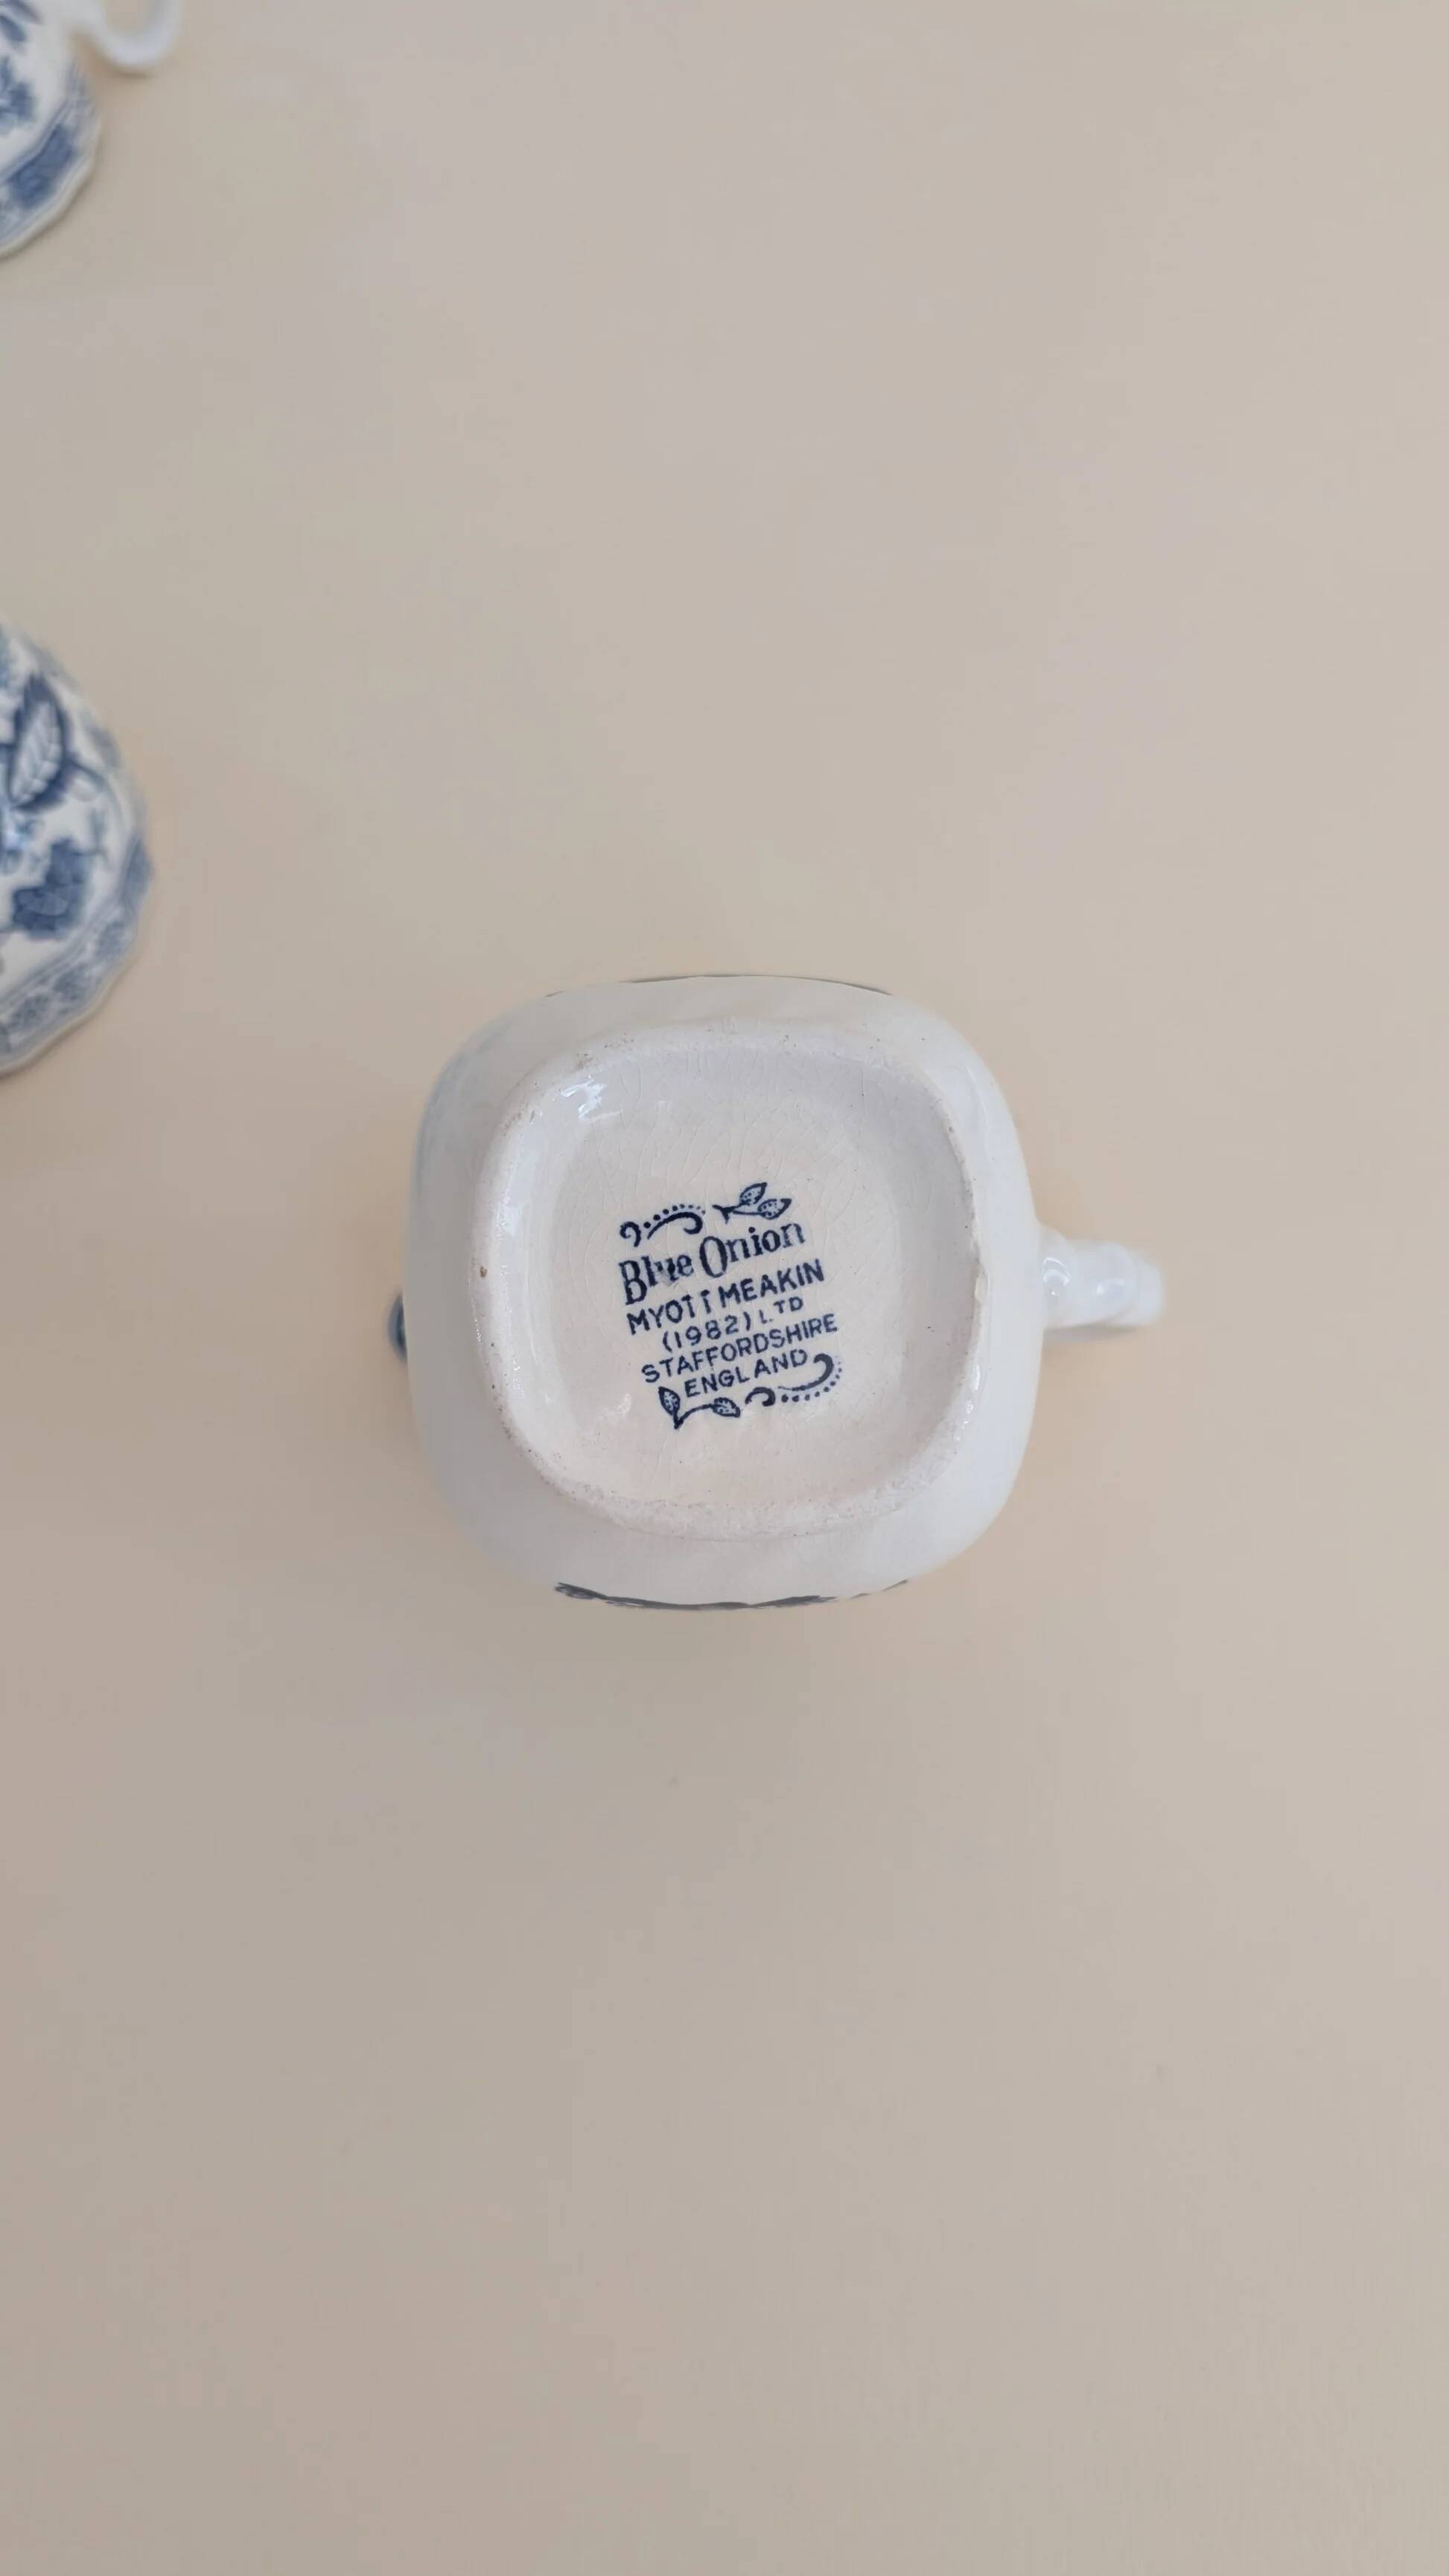 Blue Onion
MYOTT MEAKIN
(1982) LTD
STAFFORDSHIRE
ENGLAND